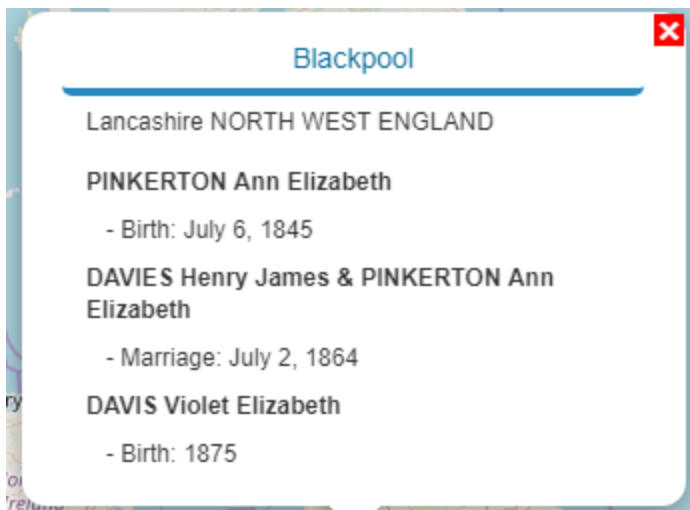 Blackpool
Lancashire NORTH WEST ENGLAND
PINKERTON Ann Elizabeth
- Birth: July 6, 1845
DAVIES Henry James & PINKERTON Ann
Elizabeth
- Marriage: July 2, 1864
DAVIS Violet Elizabeth
- Birth: 1875